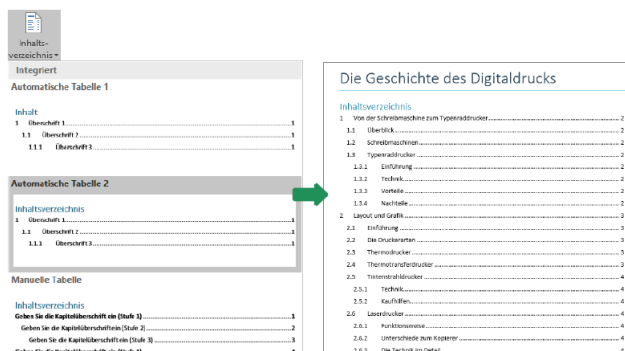 Inhalts-
verzeichnis
Integriert
Automatische Tabelle 1
Inhalt
1 Überschrift 1 1
1.1 Überschrift 2 1
1.1.1 Überschrift 3 1
Automatische Tabelle 2
Inhaltsverzeichnis
1 Überschrift 1 1
1.1 Überschrift 2 1
1.1.1 Überschrift 3 1
Manuelle Tabelle
Inhaltsverzeichnis
Geben Sie die Kapitelüberschrift ein (Stufe 1) 1
Geben Sie die Kapitelüberschrift ein (Stufe 2) 2
Geben Sie die Kapitelüberschrift ein (Stufe 3) 3
Geben Sie die Kapitelüberschrift ein (Stufe 1) 4
Die Geschichte des Digitaldrucks
Inhaltsverzeichnis
1 Von der Schreibmaschine zum Typenraddrucker 2
1.1 Überblick 2
1.2 Schreibmaschinen 2
1.3 Typenraddrucker 2
1.3.1 Einführung 2
1.3.2 Technik 2
1.3.3 Vorteile 2
1.3.4 Nachteile 2
2 Layout und Grafik 3
2.1 Einführung 3
2.2 Die Druckerarten 3
2.3 Thermodrucker 3
2.4 Thermotransferdrucker 3
2.5 Tintenstrahldrucker 4
2.5.1 Technik 4
2.5.2 Kaufhilfen 4
2.6 Laserdrucker 4
2.6.1 Funktionsweise 4
2.6.2 Unterschiede zum Kopierer 4
2.6.3 Die Technik im Detail 4